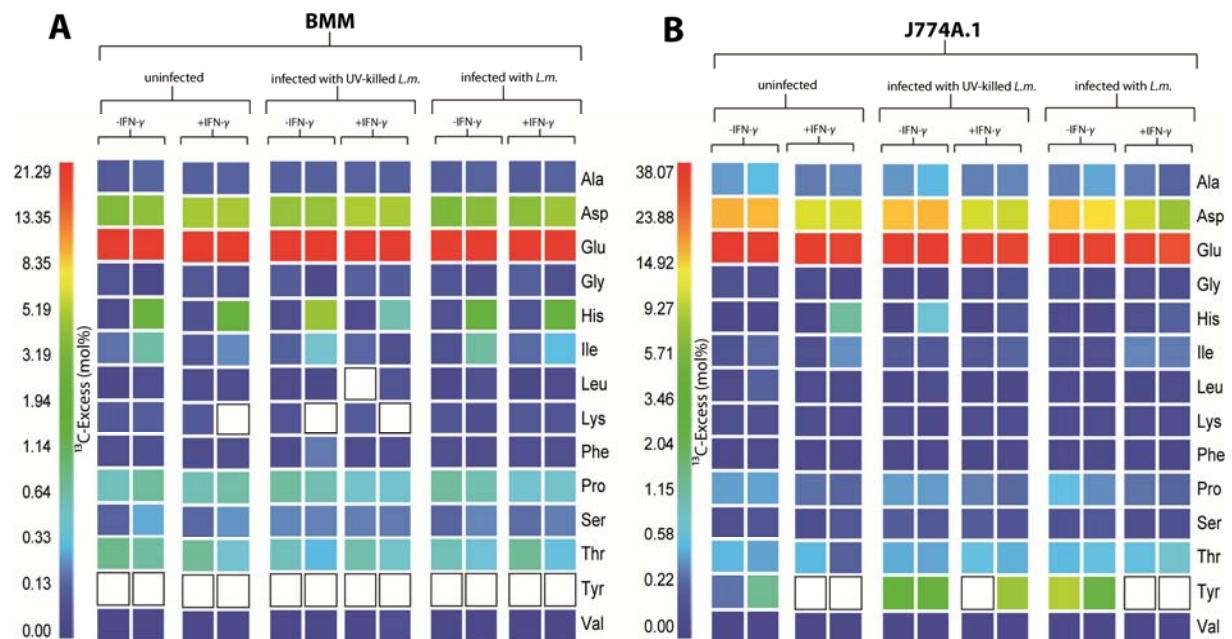 A
BMM
uninfected
infected with UV-killed L.m.
infected with L.m.
-IFN-γ
+IFN-γ
-IFN-γ
+IFN-γ
-IFN-γ
+IFN-γ
21.29
13.35
8.35
5.19
3.19
1.94
1.14
0.64
0.33
0.13
0.00
¹³C-Excess (mol%)
Ala
Asp
Glu
Gly
His
Ile
Leu
Lys
Phe
Pro
Ser
Thr
Tyr
Val
B
J774A.1
uninfected
infected with UV-killed L.m.
infected with L.m.
-IFN-γ
+IFN-γ
-IFN-γ
+IFN-γ
-IFN-γ
+IFN-γ
38.07
23.88
14.92
9.27
5.71
3.46
2.04
1.15
0.58
0.22
0.00
¹³C-Excess (mol%)
Ala
Asp
Glu
Gly
His
Ile
Leu
Lys
Phe
Pro
Ser
Thr
Tyr
Val